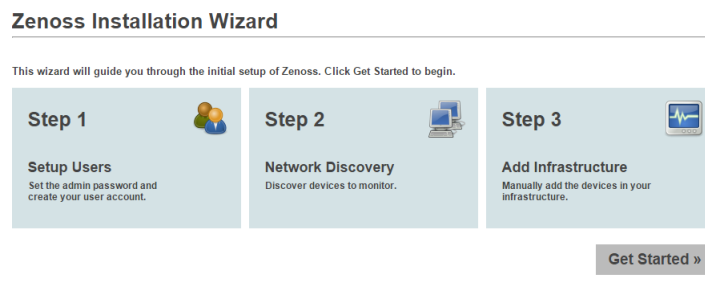 Zenoss Installation Wizard
This wizard will guide you through the initial setup of Zenoss. Click Get Started to begin.
Step 1
Setup Users
Set the admin password and
create your user account.
Step 2
Network Discovery
Discover devices to monitor.
Step 3
Add Infrastructure
Manually add the devices in your
infrastructure.
Get Started »